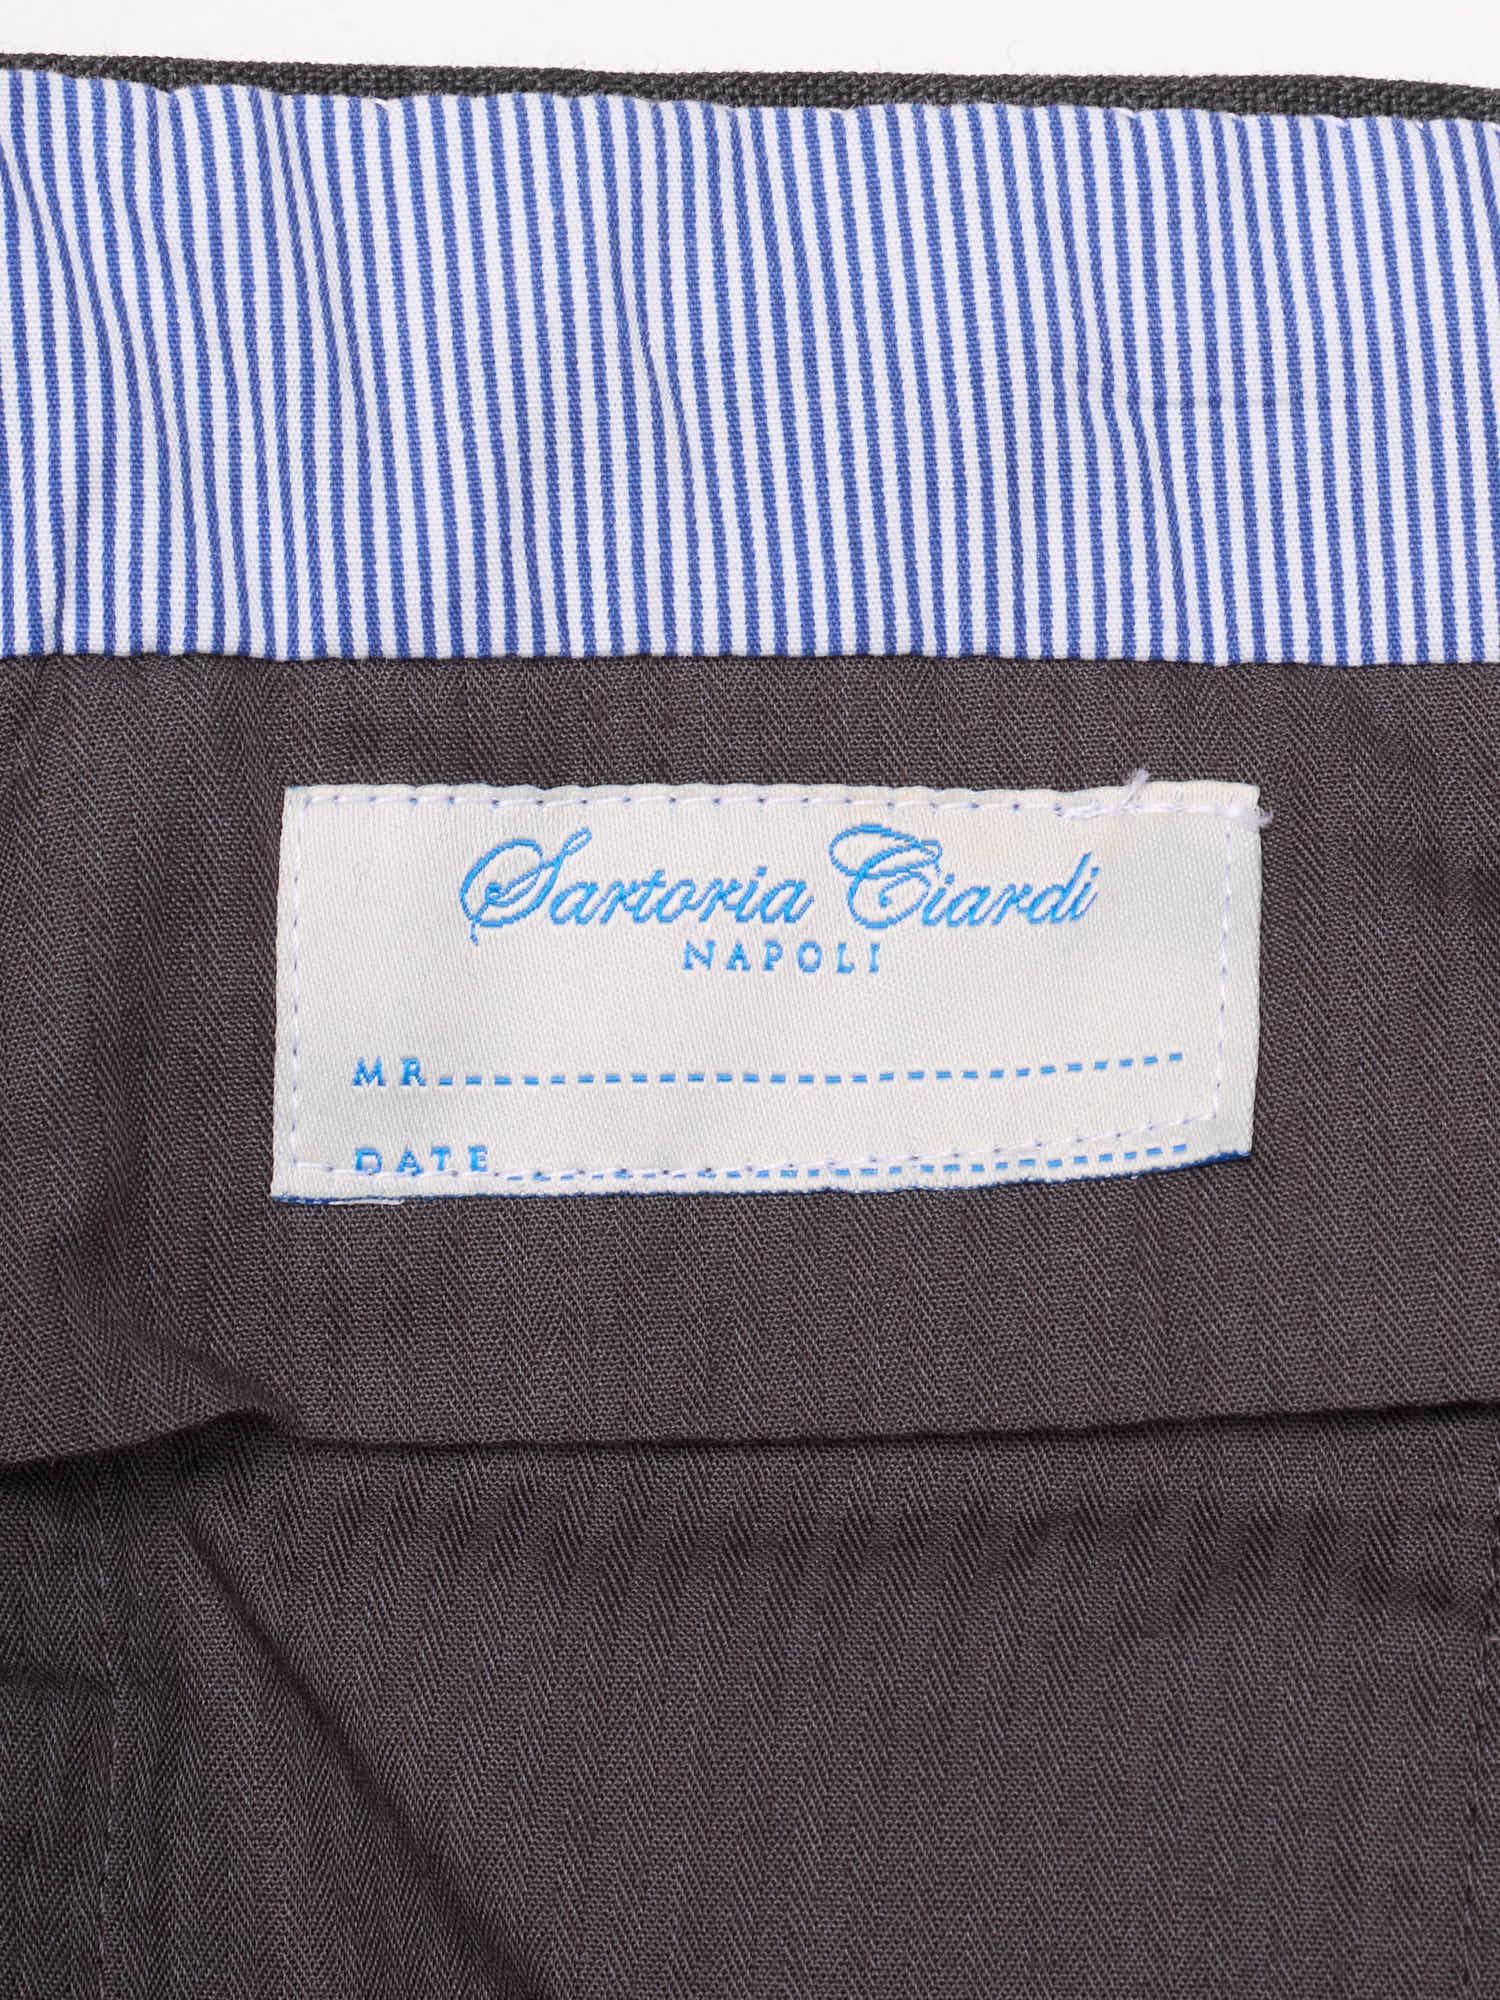 Sartoria Ciardi
NAPOLI
MR
DATE